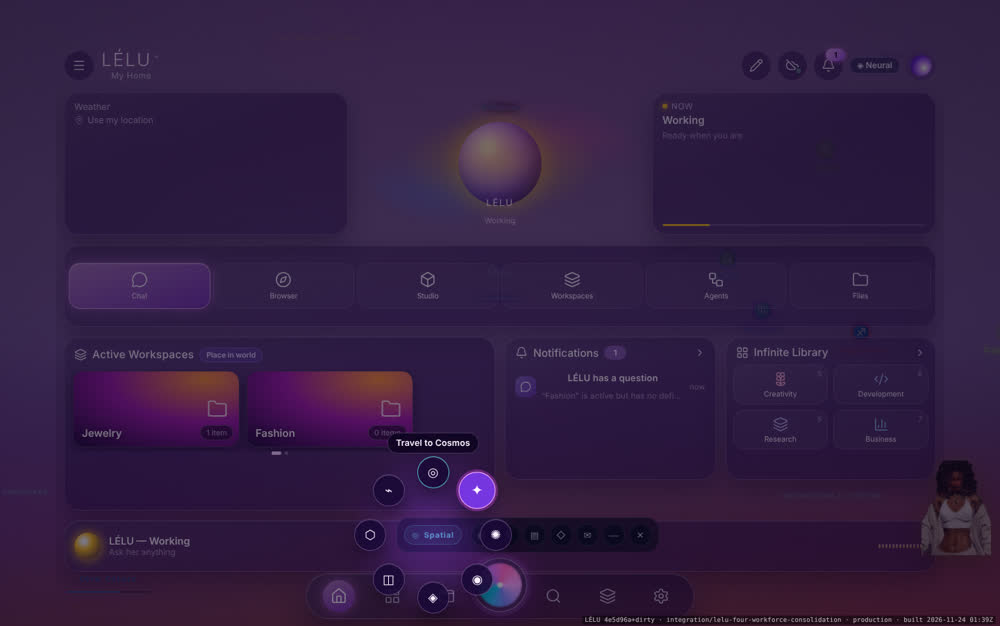 LÉLU
My Home
1
◈ Neural
Weather
Use my location
LÉLU
Working
NOW
Working
Ready when you are
Chat
Browser
Studio
Workspaces
Agents
Files
Active Workspaces
Place in world
Jewelry
1 item
Fashion
0 items
Notifications
1
LÉLU has a question
"Fashion" is active but has no defi...
now
Infinite Library
Creativity
Development
6
Research
Business
7
Travel to Cosmos
Spatial
LÉLU — Working
Ask her anything
LÉLU 4e5d96a+dirty · integration/lelu-four-workforce-consolidation · production · built 2026-11-24 01:39Z